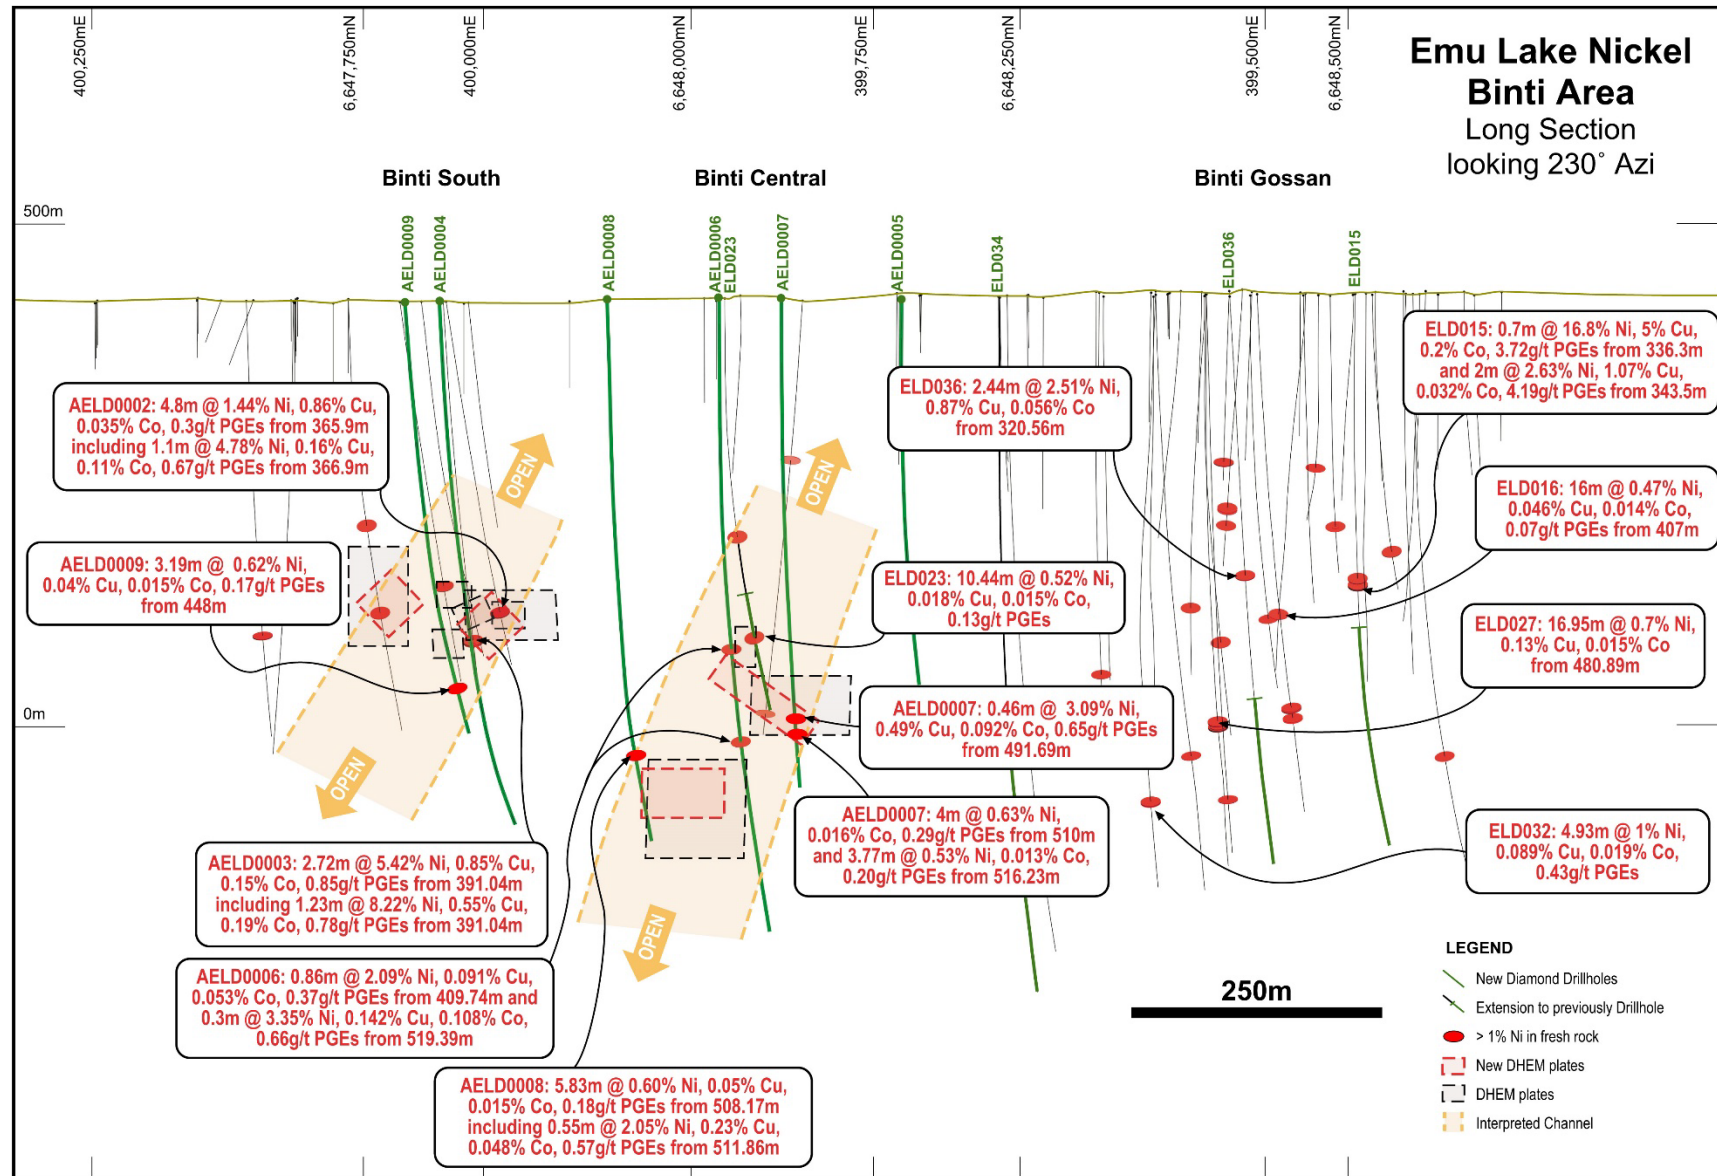 400,250mE
6,647,750mN
400,000mE
6,648,000mN
399,750mE
6,648,250mN
399,500mE
6,648,500mN
Emu Lake Nickel
Binti Area
Long Section
looking 230° Azi
Binti South
Binti Central
Binti Gossan
500m
AELD0009
AELD0004
AELD0008
AELD0006
ELD023
AELD0007
AELD0005
ELD034
ELD036
ELD015
ELD015: 0.7m @ 16.8% Ni, 5% Cu,
0.2% Co, 3.72g/t PGEs from 336.3m
and 2m @ 2.63% Ni, 1.07% Cu,
0.032% Co, 4.19g/t PGEs from 343.5m
ELD036: 2.44m @ 2.51% Ni,
0.87% Cu, 0.056% Co
from 320.56m
AELD0002: 4.8m @ 1.44% Ni, 0.86% Cu,
0.035% Co, 0.3g/t PGEs from 365.9m
including 1.1m @ 4.78% Ni, 0.16% Cu,
0.11% Co, 0.67g/t PGEs from 366.9m
OPEN
OPEN
ELD016: 16m @ 0.47% Ni,
0.046% Cu, 0.014% Co,
0.07g/t PGEs from 407m
AELD0009: 3.19m @ 0.62% Ni,
0.04% Cu, 0.015% Co, 0.17g/t PGEs
from 448m
ELD023: 10.44m @ 0.52% Ni,
0.018% Cu, 0.015% Co,
0.13g/t PGEs
ELD027: 16.95m @ 0.7% Ni,
0.13% Cu, 0.015% Co
from 480.89m
0m
AELD0007: 0.46m @ 3.09% Ni,
0.49% Cu, 0.092% Co, 0.65g/t PGEs
from 491.69m
OPEN
AELD0007: 4m @ 0.63% Ni,
0.016% Co, 0.29g/t PGEs from 510m
and 3.77m @ 0.53% Ni, 0.013% Co,
0.20g/t PGEs from 516.23m
ELD032: 4.93m @ 1% Ni,
0.089% Cu, 0.019% Co,
0.43g/t PGEs
AELD0003: 2.72m @ 5.42% Ni, 0.85% Cu,
0.15% Co, 0.85g/t PGEs from 391.04m
including 1.23m @ 8.22% Ni, 0.55% Cu,
0.19% Co, 0.78g/t PGEs from 391.04m
OPEN
AELD0006: 0.86m @ 2.09% Ni, 0.091% Cu,
0.053% Co, 0.37g/t PGEs from 409.74m and
0.3m @ 3.35% Ni, 0.142% Cu, 0.108% Co,
0.66g/t PGEs from 519.39m
AELD0008: 5.83m @ 0.60% Ni, 0.05% Cu,
0.015% Co, 0.18g/t PGEs from 508.17m
including 0.55m @ 2.05% Ni, 0.23% Cu,
0.048% Co, 0.57g/t PGEs from 511.86m
250m
LEGEND
New Diamond Drillholes
Extension to previously Drillhole
> 1% Ni in fresh rock
New DHEM plates
DHEM plates
Interpreted Channel